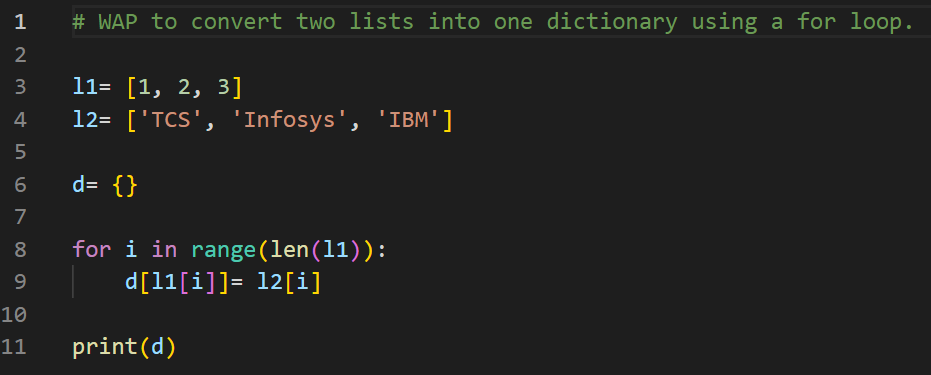 1 # WAP to convert two lists into one dictionary using a for loop.
2
3 l1= [1, 2, 3]
4 l2= ['TCS', 'Infosys', 'IBM']
5
6 d= {}
7
8 for i in range(len(l1)):
9     d[l1[i]]= l2[i]
10
11 print(d)